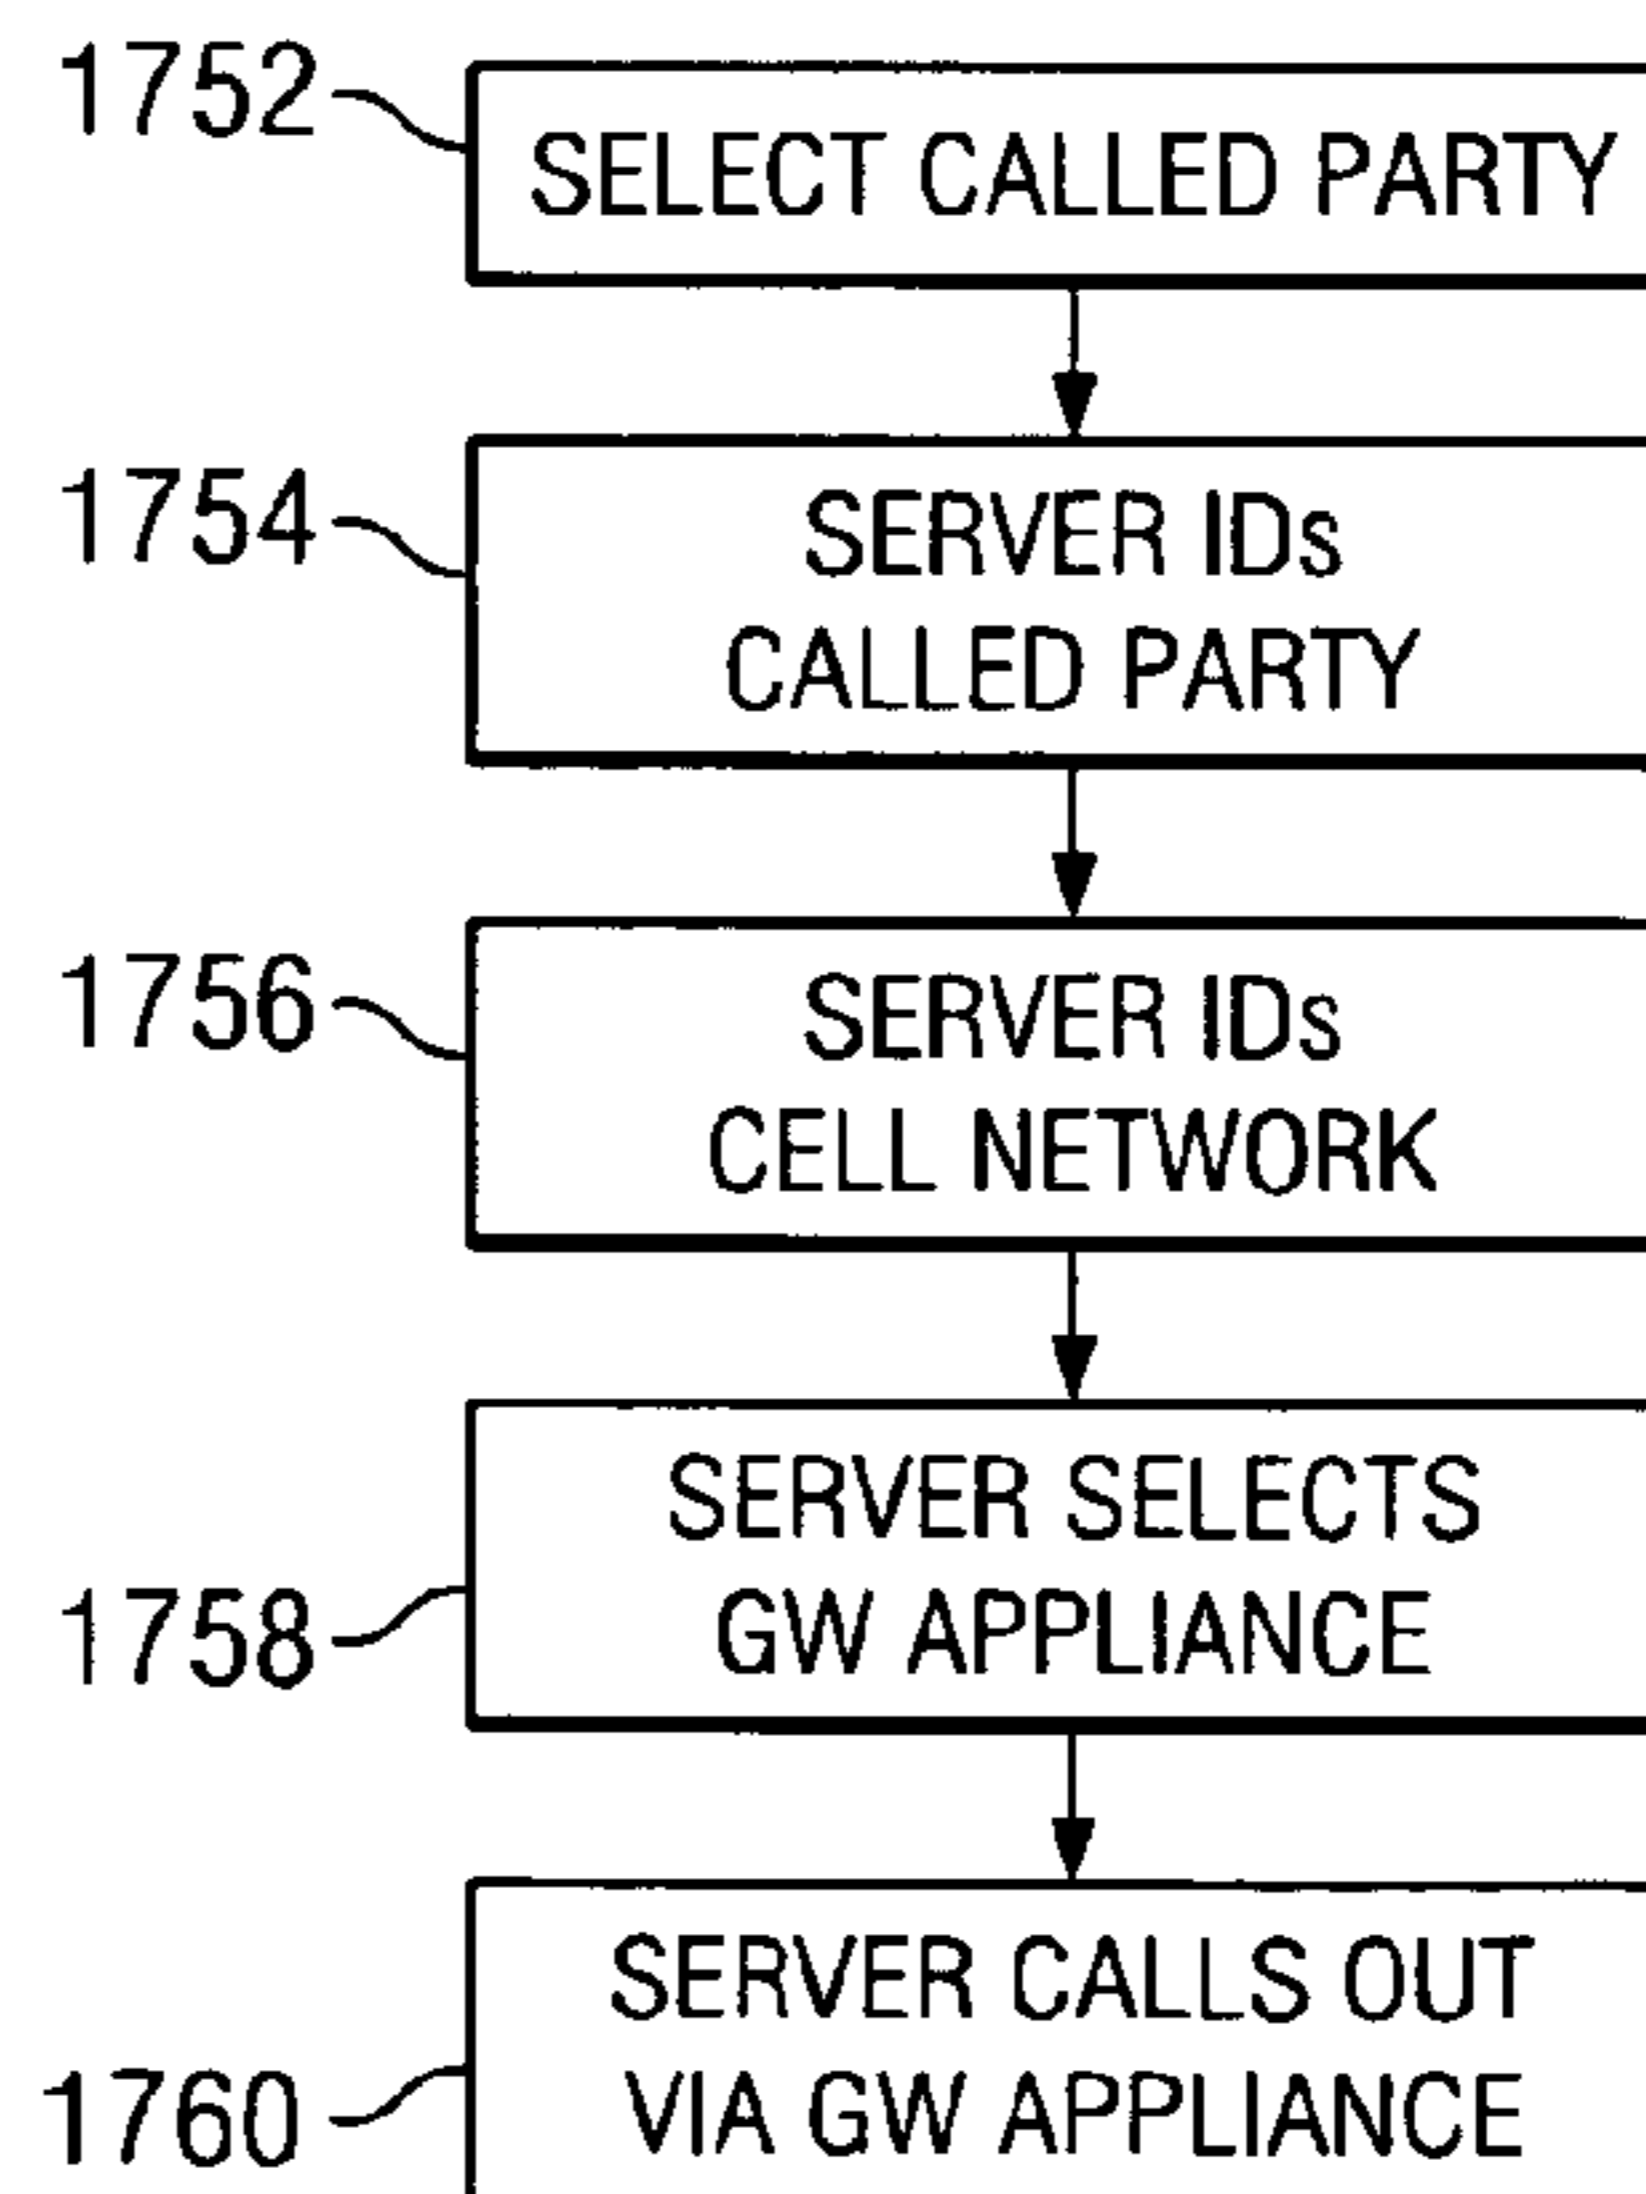 1752
SELECT CALLED PARTY
1754
SERVER IDs
CALLED PARTY
1756
SERVER IDs
CELL NETWORK
SERVER SELECTS
1758
GW APPLIANCE
SERVER CALLS OUT
1760
VIA GW APPLIANCE